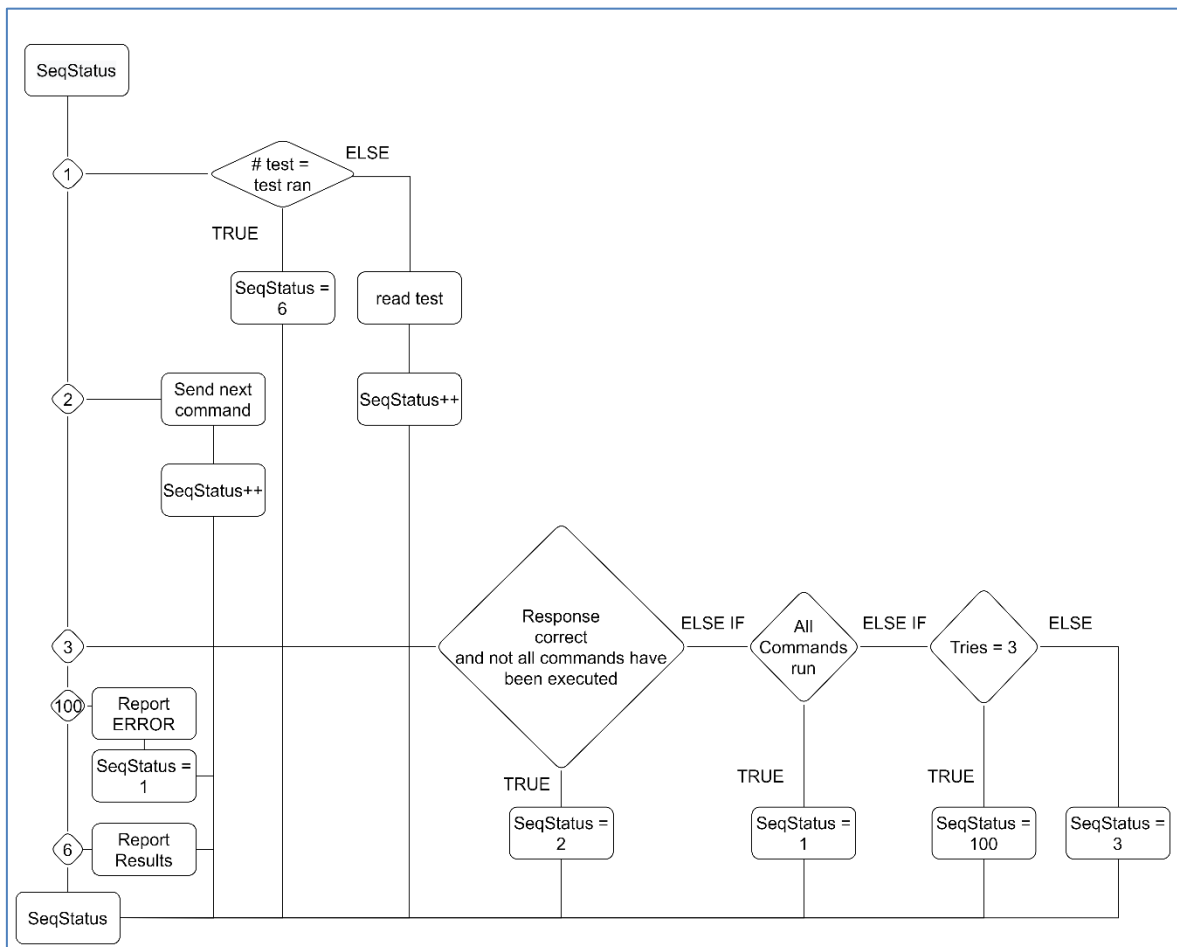 SeqStatus
1
# test =
test ran
ELSE
TRUE
SeqStatus =
6
read test
SeqStatus++
2
Send next
command
SeqStatus++
3
Response
correct
and not all commands have
been executed
ELSE IF
All
Commands
run
ELSE IF
Tries = 3
ELSE
100
Report
ERROR
SeqStatus =
1
TRUE
SeqStatus =
2
TRUE
SeqStatus =
1
TRUE
SeqStatus =
100
SeqStatus =
3
6
Report
Results
SeqStatus